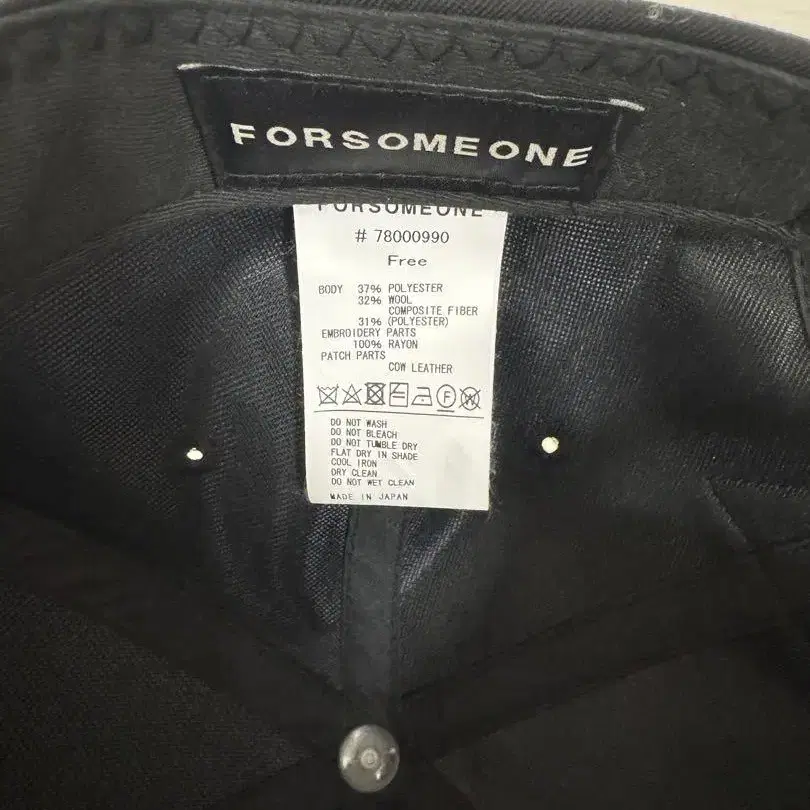 FORSOMEONE
FORSOMEONE
# 78000990
Free
BODY 37% POLYESTER
32% WOOL
COMPOSITE FIBER
31% (POLYESTER)
EMBROIDERY PARTS
100% RAYON
PATCH PARTS
COW LEATHER
F W
DO NOT WASH
DO NOT BLEACH
DO NOT TUMBLE DRY
FLAT DRY IN SHADE
COOL IRON
DRY CLEAN
DO NOT WET CLEAN
MADE IN JAPAN